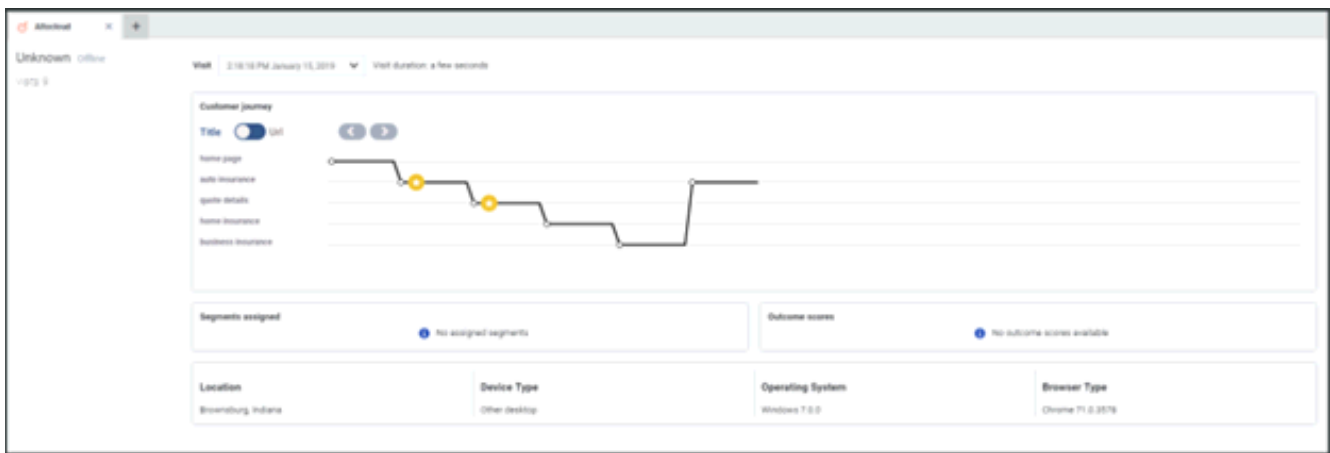 Altocloud
Unknown Offline
Visit 2:18:18 PM January 15, 2019 Visit duration: a few seconds
Customer journey
Title Url
home page
auto insurance
quote details
home insurance
business insurance
Segments assigned
No assigned segments
Outcome scores
No outcome scores available
Location
Brownsburg, Indiana
Device Type
Other desktop
Operating System
Windows 7.0.0
Browser Type
Chrome 71.0.3578